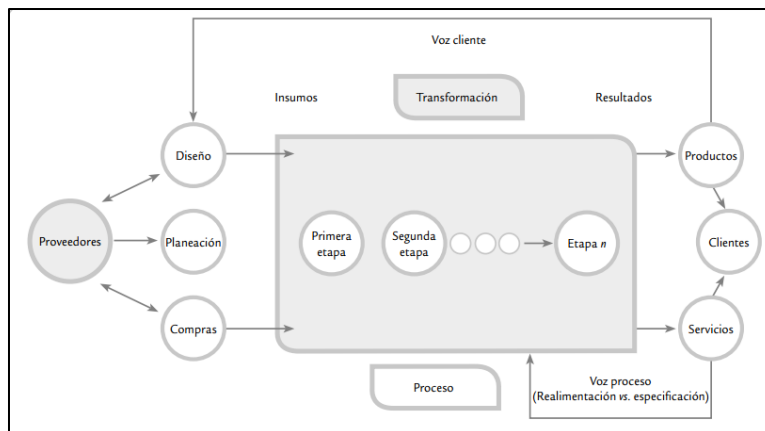 Voz cliente
Insumos
Transformación
Resultados
Diseño
Productos
Proveedores
Planeación
Primera
etapa
Segunda
etapa
Etapa n
Clientes
Compras
Servicios
Proceso
Voz proceso
(Realimentación vs. especificación)